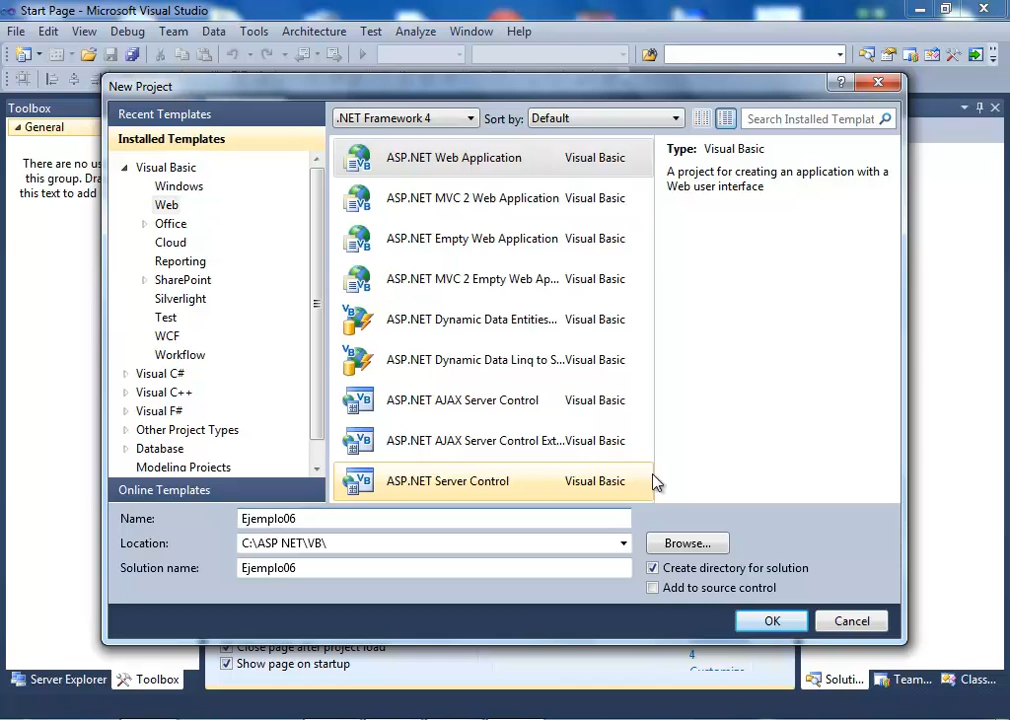 Start Page - Microsoft Visual Studio
File Edit View Debug Team Data Tools Architecture Test Analyze Window Help
New Project
Toolbox
General
There are no us
this group. Dra
this text to add
Recent Templates
Installed Templates
Visual Basic
Windows
Web
Office
Cloud
Reporting
SharePoint
Silverlight
Test
WCF
Workflow
Visual C#
Visual C++
Visual F#
Other Project Types
Database
Modeling Projects
Online Templates
.NET Framework 4 Sort by: Default Search Installed Templat
ASP.NET Web Application Visual Basic
ASP.NET MVC 2 Web Application Visual Basic
ASP.NET Empty Web Application Visual Basic
ASP.NET MVC 2 Empty Web Ap... Visual Basic
ASP.NET Dynamic Data Entities... Visual Basic
ASP.NET Dynamic Data Linq to S... Visual Basic
ASP.NET AJAX Server Control Visual Basic
ASP.NET AJAX Server Control Ext... Visual Basic
ASP.NET Server Control Visual Basic
Type: Visual Basic
A project for creating an application with a
Web user interface
Name: Ejemplo06
Location: C:\ASP NET\VB\ Browse...
Solution name: Ejemplo06
Create directory for solution
Add to source control
OK Cancel
Close page after project load
Show page on startup
4
Customize
Server Explorer Toolbox Soluti... Team... Class...